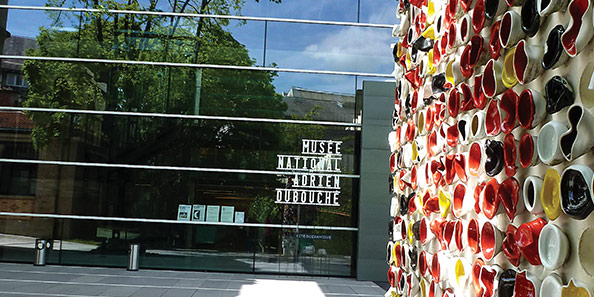 MUSÉE
NATIONAL
ADRIEN
DUBOUCHÉ